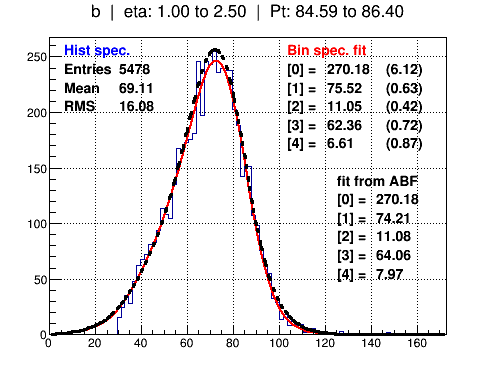 b | eta: 1.00 to 2.50 | Pt: 84.59 to 86.40
Hist spec.
Entries 5478
Mean 69.11
RMS 16.08
Bin spec. fit
[0] = 270.18 (6.12)
[1] = 75.52 (0.63)
[2] = 11.05 (0.42)
[3] = 62.36 (0.72)
[4] = 6.61 (0.87)
fit from ABF
[0] = 270.18
[1] = 74.21
[2] = 11.08
[3] = 64.06
[4] = 7.97
250
200
150
100
50
0
0 20 40 60 80 100 120 140 160